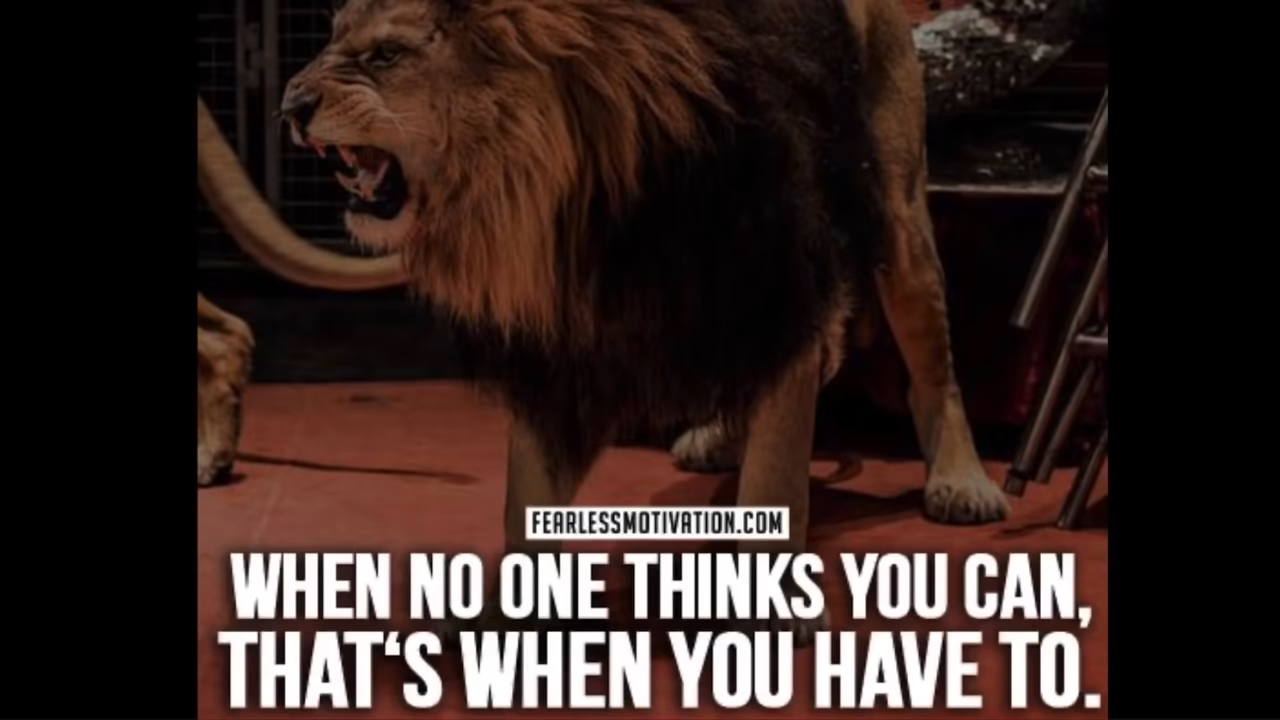 FEARLESSMOTIVATION.COM
WHEN NO ONE THINKS YOU CAN,
THAT‘S WHEN YOU HAVE TO.